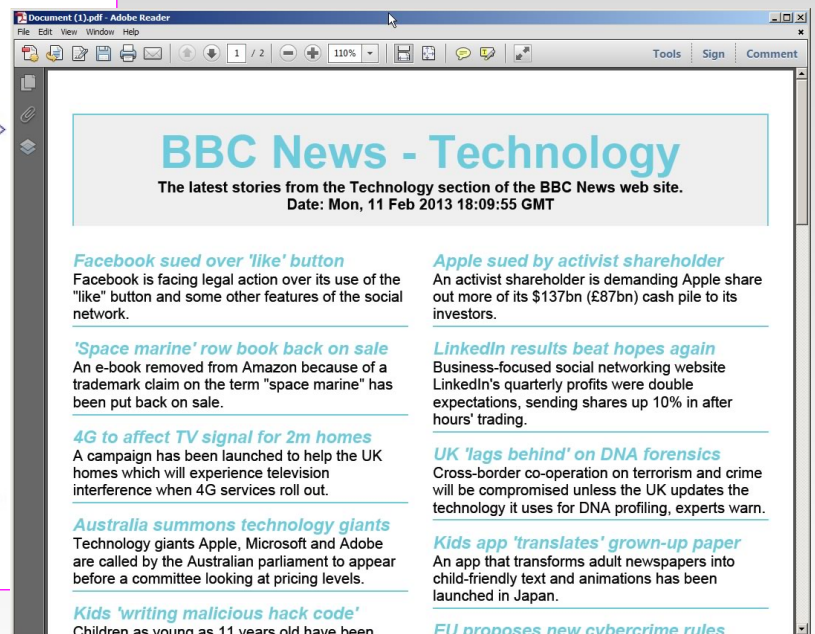 Document (1).pdf - Adobe Reader
File Edit View Window Help
1 / 2 110% Tools Sign Comment
BBC News - Technology
The latest stories from the Technology section of the BBC News web site.
Date: Mon, 11 Feb 2013 18:09:55 GMT
Facebook sued over 'like' button
Facebook is facing legal action over its use of the
"like" button and some other features of the social
network.
'Space marine' row book back on sale
An e-book removed from Amazon because of a
trademark claim on the term "space marine" has
been put back on sale.
4G to affect TV signal for 2m homes
A campaign has been launched to help the UK
homes which will experience television
interference when 4G services roll out.
Australia summons technology giants
Technology giants Apple, Microsoft and Adobe
are called by the Australian parliament to appear
before a committee looking at pricing levels.
Kids 'writing malicious hack code'
Children as young as 11 years old have been
Apple sued by activist shareholder
An activist shareholder is demanding Apple share
out more of its $137bn (£87bn) cash pile to its
investors.
LinkedIn results beat hopes again
Business-focused social networking website
LinkedIn's quarterly profits were double
expectations, sending shares up 10% in after
hours' trading.
UK 'lags behind' on DNA forensics
Cross-border co-operation on terrorism and crime
will be compromised unless the UK updates the
technology it uses for DNA profiling, experts warn.
Kids app 'translates' grown-up paper
An app that transforms adult newspapers into
child-friendly text and animations has been
launched in Japan.
EU proposes new cybercrime rules